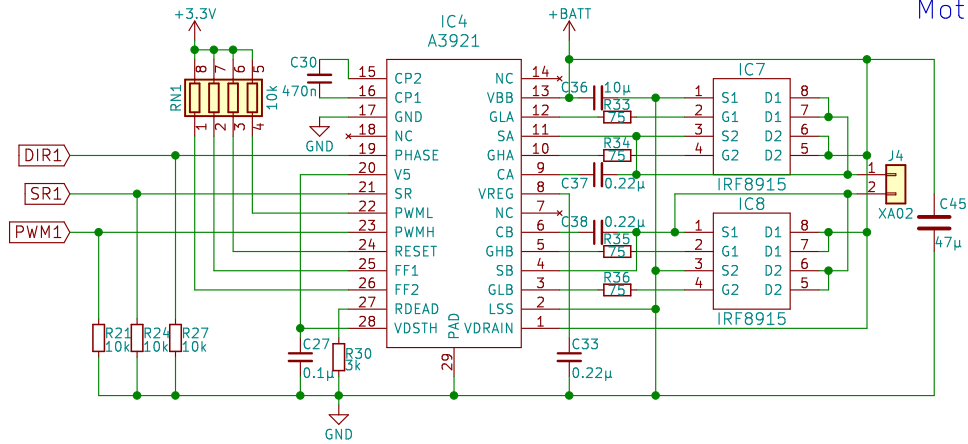 Mot
+3.3V
IC4
A3921
+BATT
8 7 6 5
RN1
10k
1 2 3 4
C30
470n
GND
DIR1
SR1
PWM1
15 CP2
16 CP1
17 GND
18 NC
19 PHASE
20 V5
21 SR
22 PWML
23 PWMH
24 RESET
25 FF1
26 FF2
27 RDEAD
28 VDSTH
PAD
29
NC 14
VBB 13
GLA 12
SA 11
GHA 10
CA 9
VREG 8
NC 7
CB 6
GHB 5
SB 4
GLB 3
LSS 2
VDRAIN 1
C36 10µ
R33
75
R34
75
C37 0.22µ
C38 0.22µ
R35
75
R36
75
IC7
1 S1 D1 8
2 G1 D1 7
3 S2 D2 6
4 G2 D2 5
IRF8915
IC8
1 S1 D1 8
2 G1 D1 7
3 S2 D2 6
4 G2 D2 5
IRF8915
J4
1
2
XA02
C45
47µ
R21
10k
R24
10k
R27
10k
C27
0.1µ
R30
3k
C33
0.22µ
GND